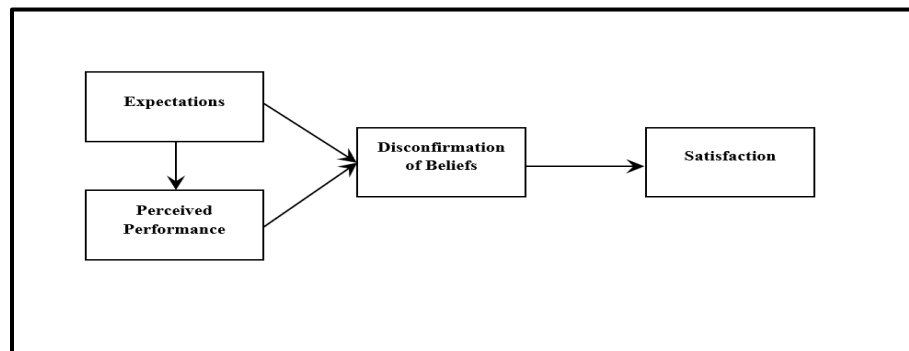 Expectations
Perceived
Performance
Disconfirmation
of Beliefs
Satisfaction